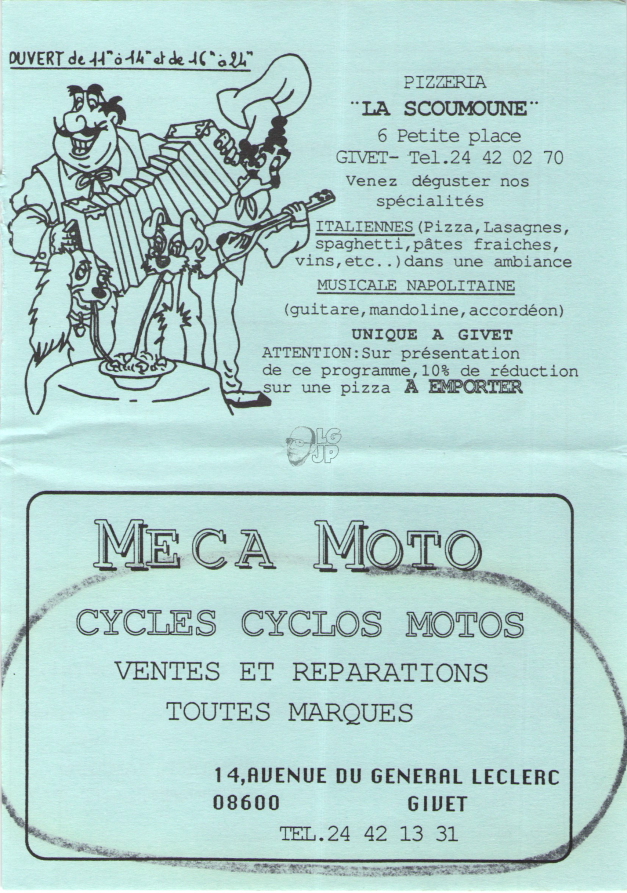 OUVERT de 11ʰ à 14ʰ et de 16ʰ à 24ʰ
PIZZERIA
"LA SCOUMOUNE"
6 Petite place
GIVET- Tel.24 42 02 70
Venez déguster nos
spécialités
ITALIENNES(Pizza,Lasagnes,
spaghetti,pâtes fraiches,
vins,etc..)dans une ambiance
MUSICALE NAPOLITAINE
(guitare,mandoline,accordéon)
UNIQUE A GIVET
ATTENTION:Sur présentation
de ce programme,10% de réduction
sur une pizza A EMPORTER
LG
JP
MECA MOTO
CYCLES CYCLOS MOTOS
VENTES ET REPARATIONS
TOUTES MARQUES
14,AVENUE DU GENERAL LECLERC
08600 GIVET
TEL.24 42 13 31